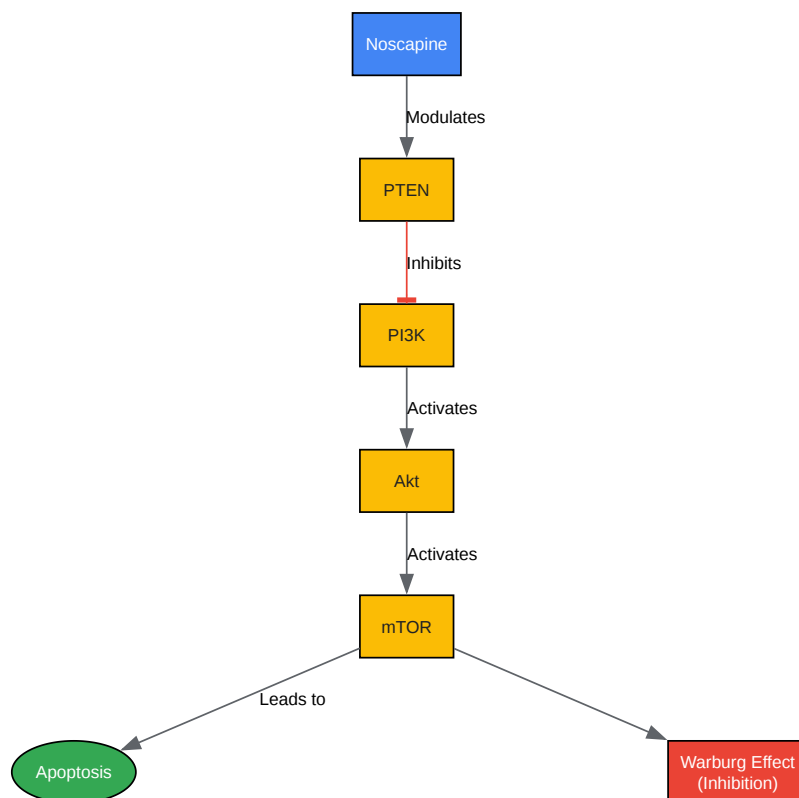 Noscapine
Modulates
PTEN
Inhibits
PI3K
Activates
Akt
Activates
mTOR
Leads to
Apoptosis
Warburg Effect
(Inhibition)